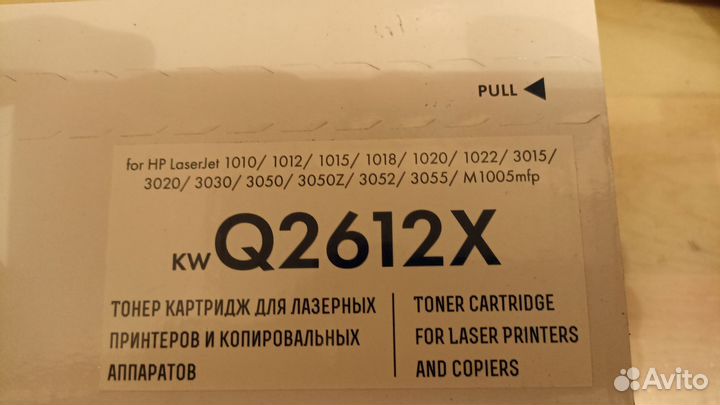 PULL
for HP LaserJet 1010/ 1012/ 1015/ 1018/ 1020/ 1022/ 3015/
3020/ 3030/ 3050/ 3050Z/ 3052/ 3055/ M1005mfp
KW Q2612X
ТОНЕР КАРТРИДЖ ДЛЯ ЛАЗЕРНЫХ
ПРИНТЕРОВ И КОПИРОВАЛЬНЫХ
АППАРАТОВ
TONER CARTRIDGE
FOR LASER PRINTERS
AND COPIERS
Avito